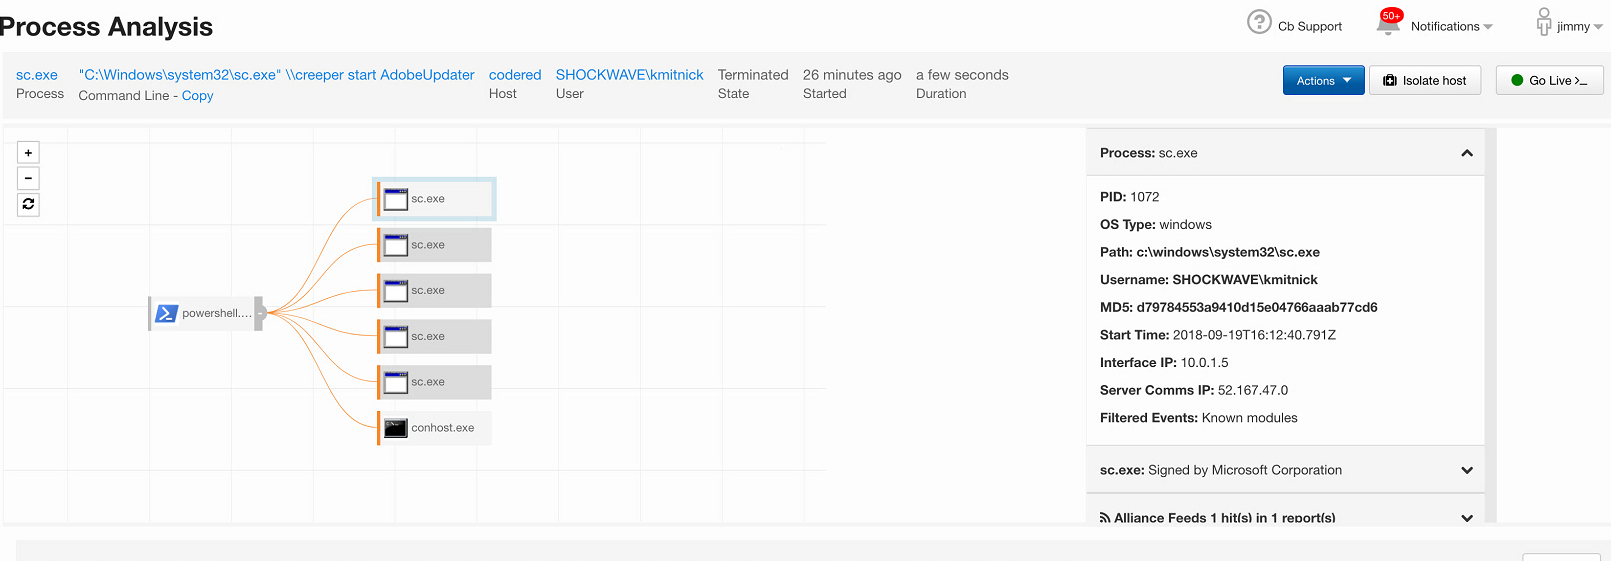 Process Analysis
Cb Support
50+
Notifications
jimmy
sc.exe
Process
"C:\Windows\system32\sc.exe" \\creeper start AdobeUpdater
Command Line - Copy
codered
Host
SHOCKWAVE\kmitnick
User
Terminated
State
26 minutes ago
Started
a few seconds
Duration
Actions
Isolate host
Go Live >_
+
−
powershell....
sc.exe
sc.exe
sc.exe
sc.exe
sc.exe
conhost.exe
Process: sc.exe
PID: 1072
OS Type: windows
Path: c:\windows\system32\sc.exe
Username: SHOCKWAVE\kmitnick
MD5: d79784553a9410d15e04766aaab77cd6
Start Time: 2018-09-19T16:12:40.791Z
Interface IP: 10.0.1.5
Server Comms IP: 52.167.47.0
Filtered Events: Known modules
sc.exe: Signed by Microsoft Corporation
Alliance Feeds 1 hit(s) in 1 report(s)